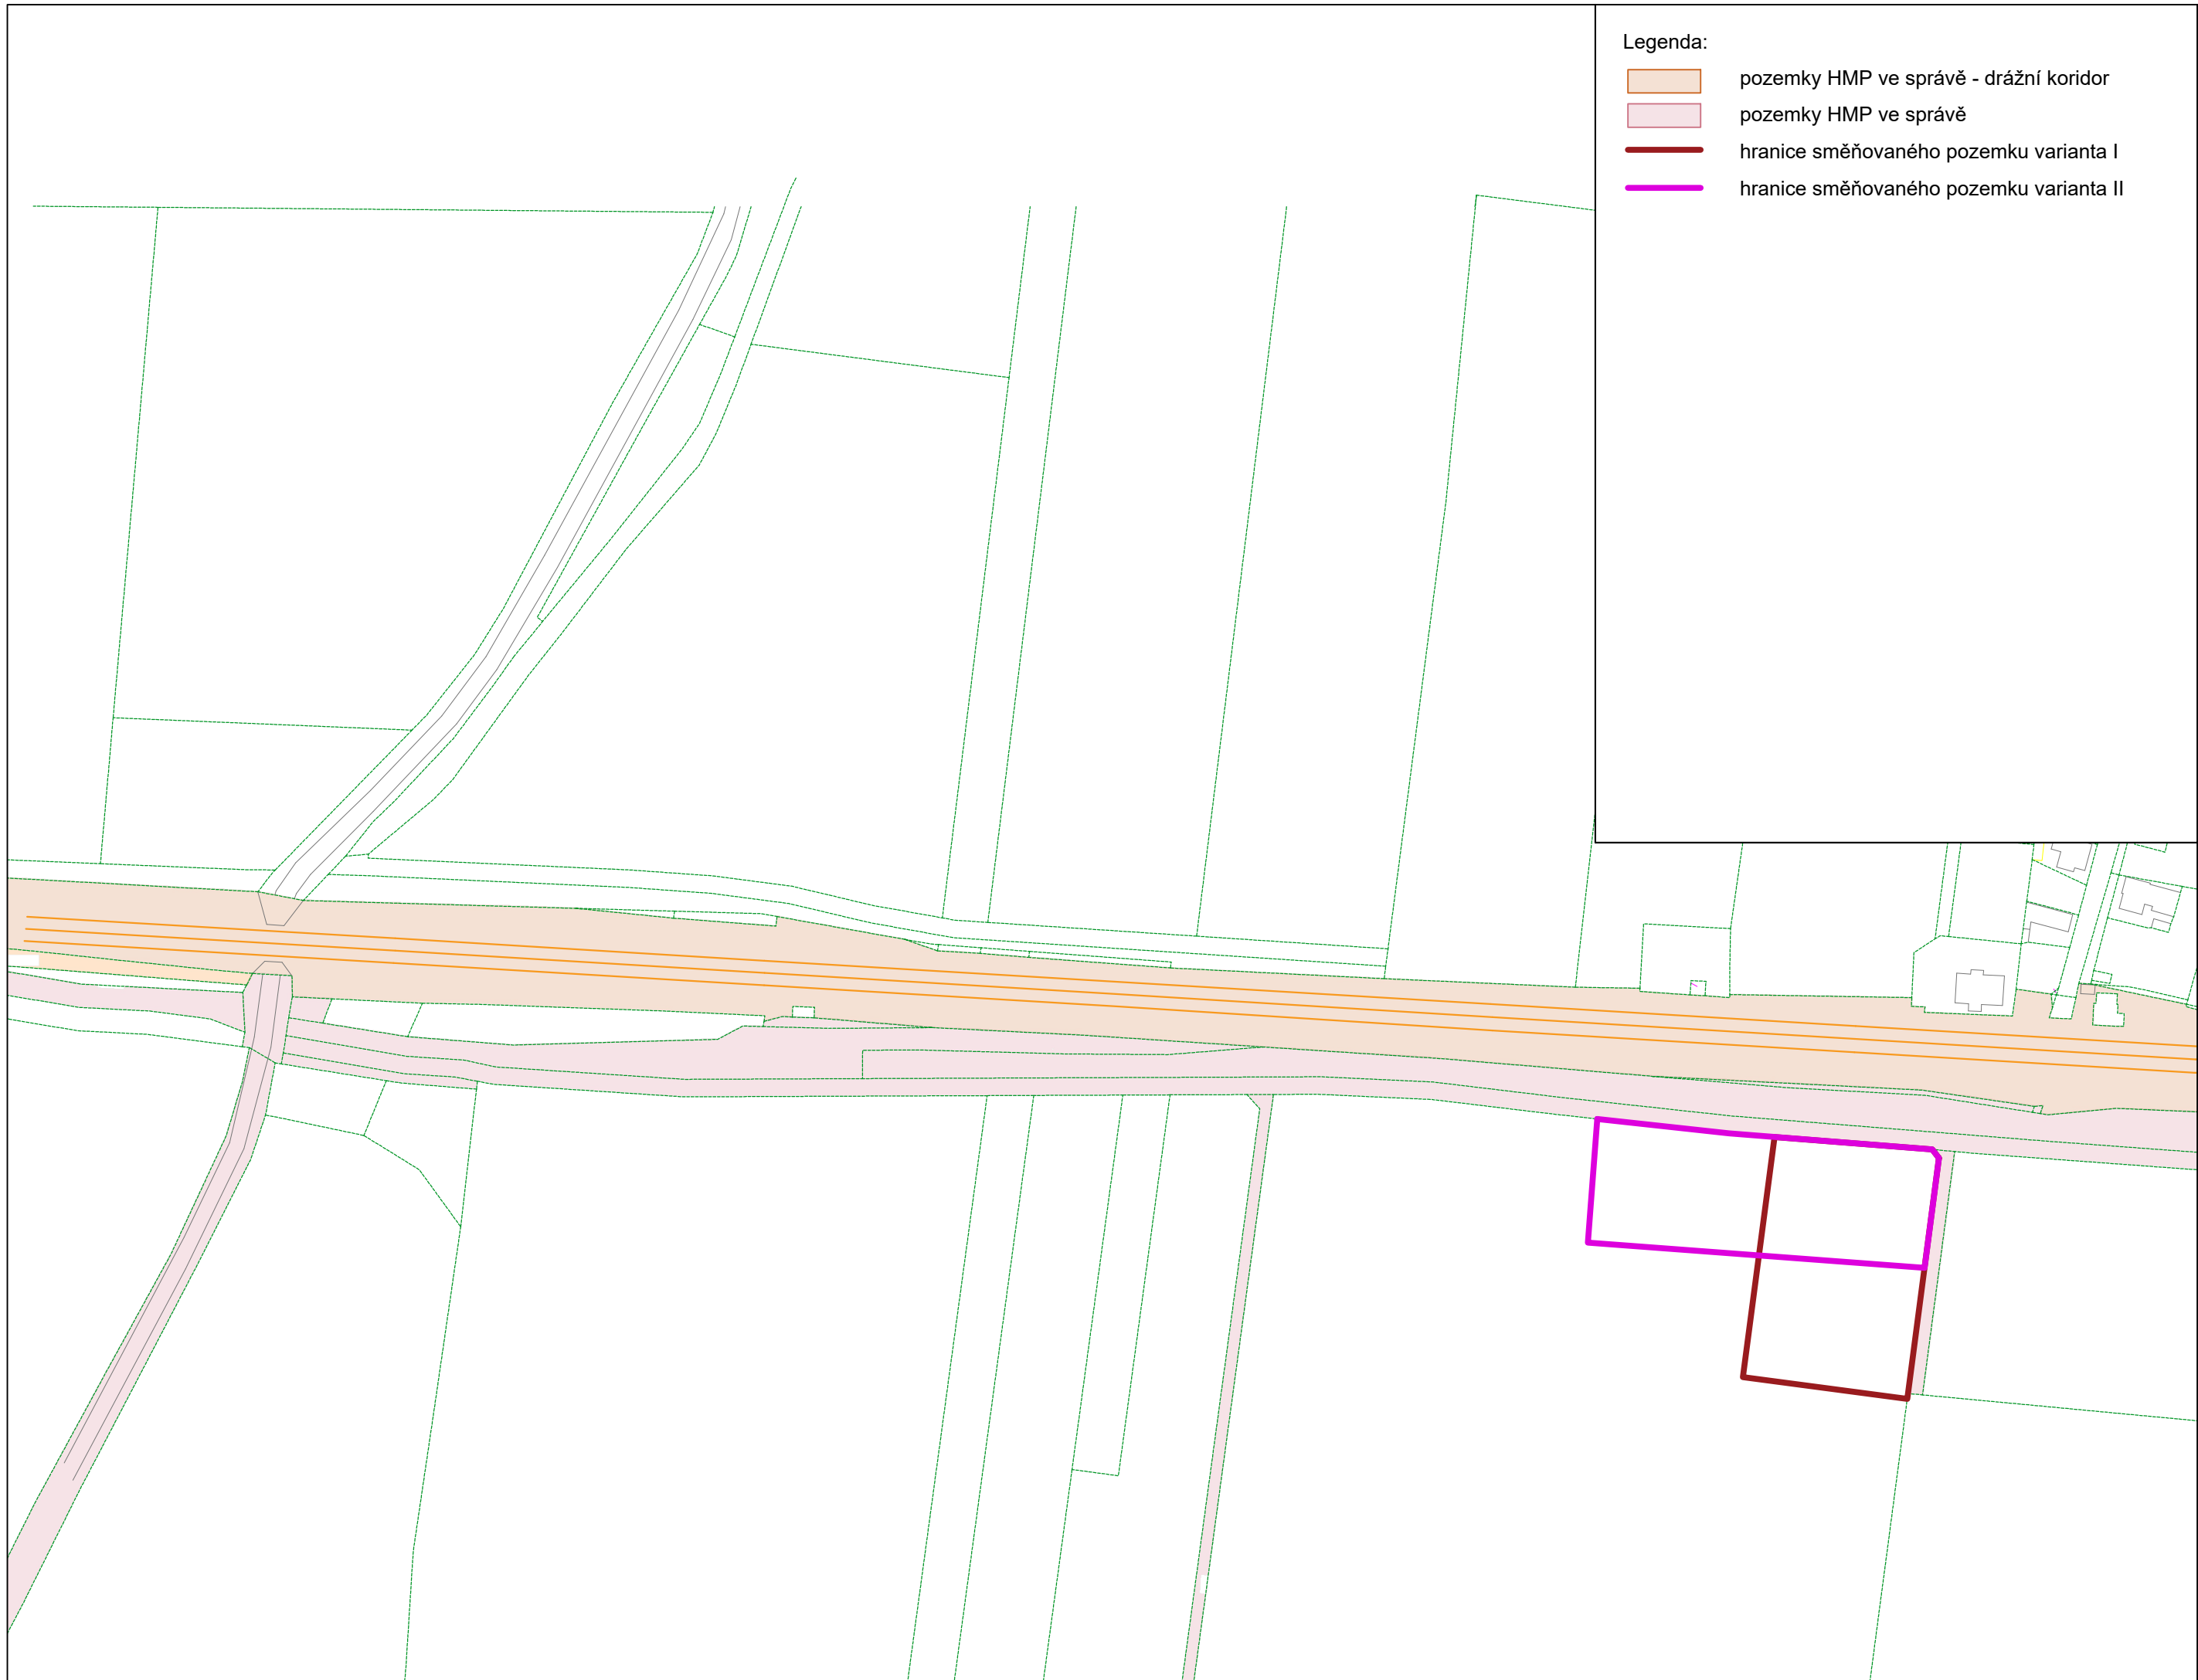 Legenda:
pozemky HMP ve správě - drážní koridor
pozemky HMP ve správě
hranice směňovaného pozemku varianta I
hranice směňovaného pozemku varianta II